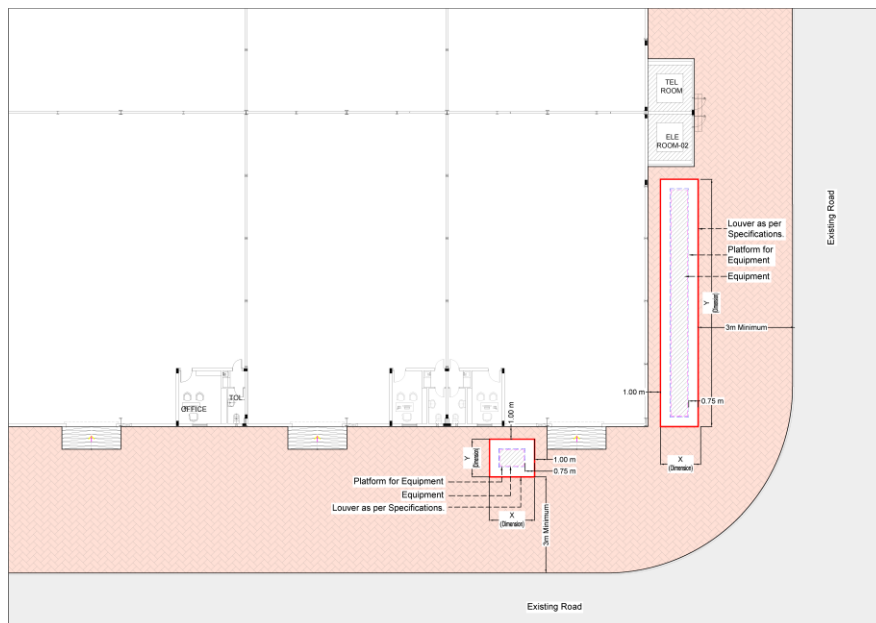 TEL
ROOM
ELE
ROOM-02
Louver as per
Specifications.
Platform for
Equipment
Equipment
Y
(Dimension)
3m Minimum
1.00 m
0.75 m
X
(Dimension)
Existing Road
OFFICE
TOI.
1.00 m
Y
(Dimension)
1.00 m
0.75 m
Platform for Equipment
Equipment
Louver as per Specifications.
X
(Dimension)
3m Minimum
Existing Road